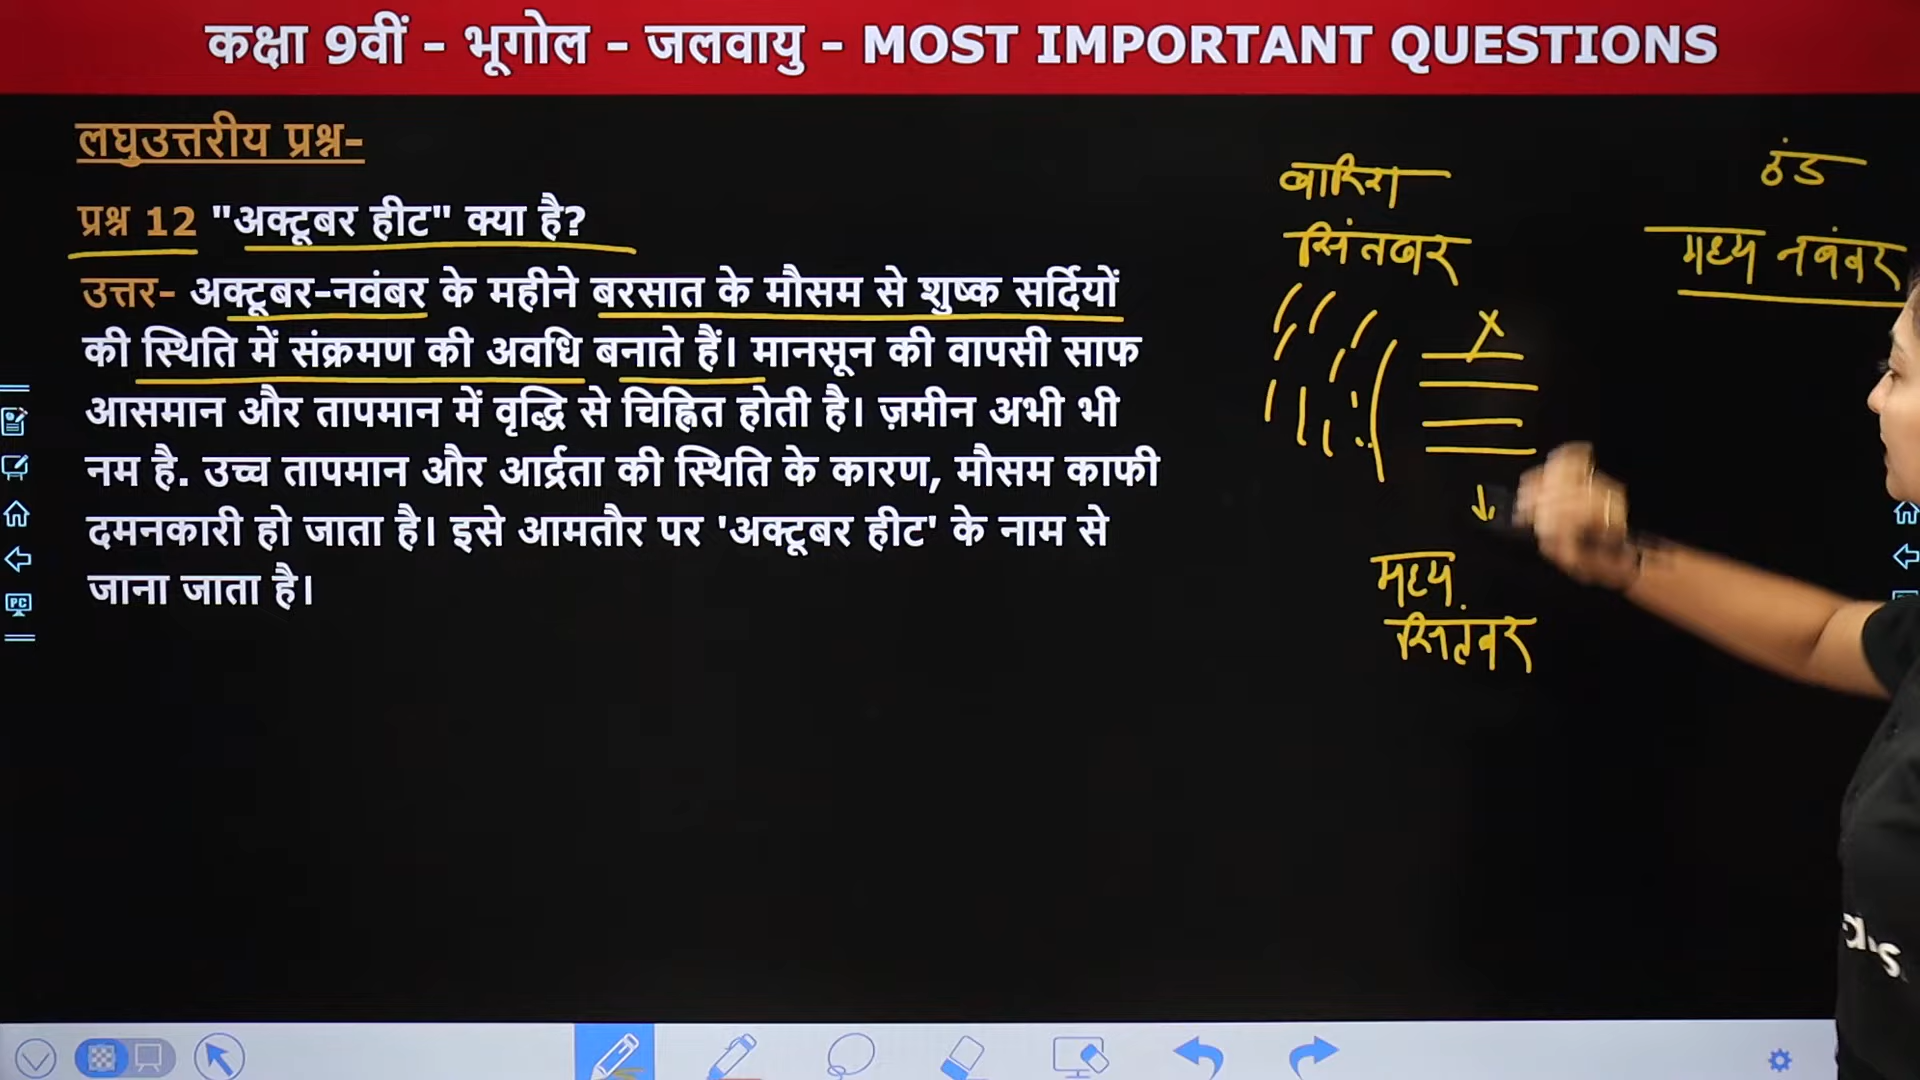 कक्षा 9वीं - भूगोल - जलवायु - MOST IMPORTANT QUESTIONS
लघुउत्तरीय प्रश्न-
प्रश्न 12 "अक्टूबर हीट" क्या है?
उत्तर- अक्टूबर-नवंबर के महीने बरसात के मौसम से शुष्क सर्दियों
की स्थिति में संक्रमण की अवधि बनाते हैं। मानसून की वापसी साफ
आसमान और तापमान में वृद्धि से चिह्नित होती है। ज़मीन अभी भी
नम है. उच्च तापमान और आर्द्रता की स्थिति के कारण, मौसम काफी
दमनकारी हो जाता है। इसे आमतौर पर 'अक्टूबर हीट' के नाम से
जाना जाता है।
बारिश
ठंड
मध्य नवंबर
मध्य
सितंबर
PC